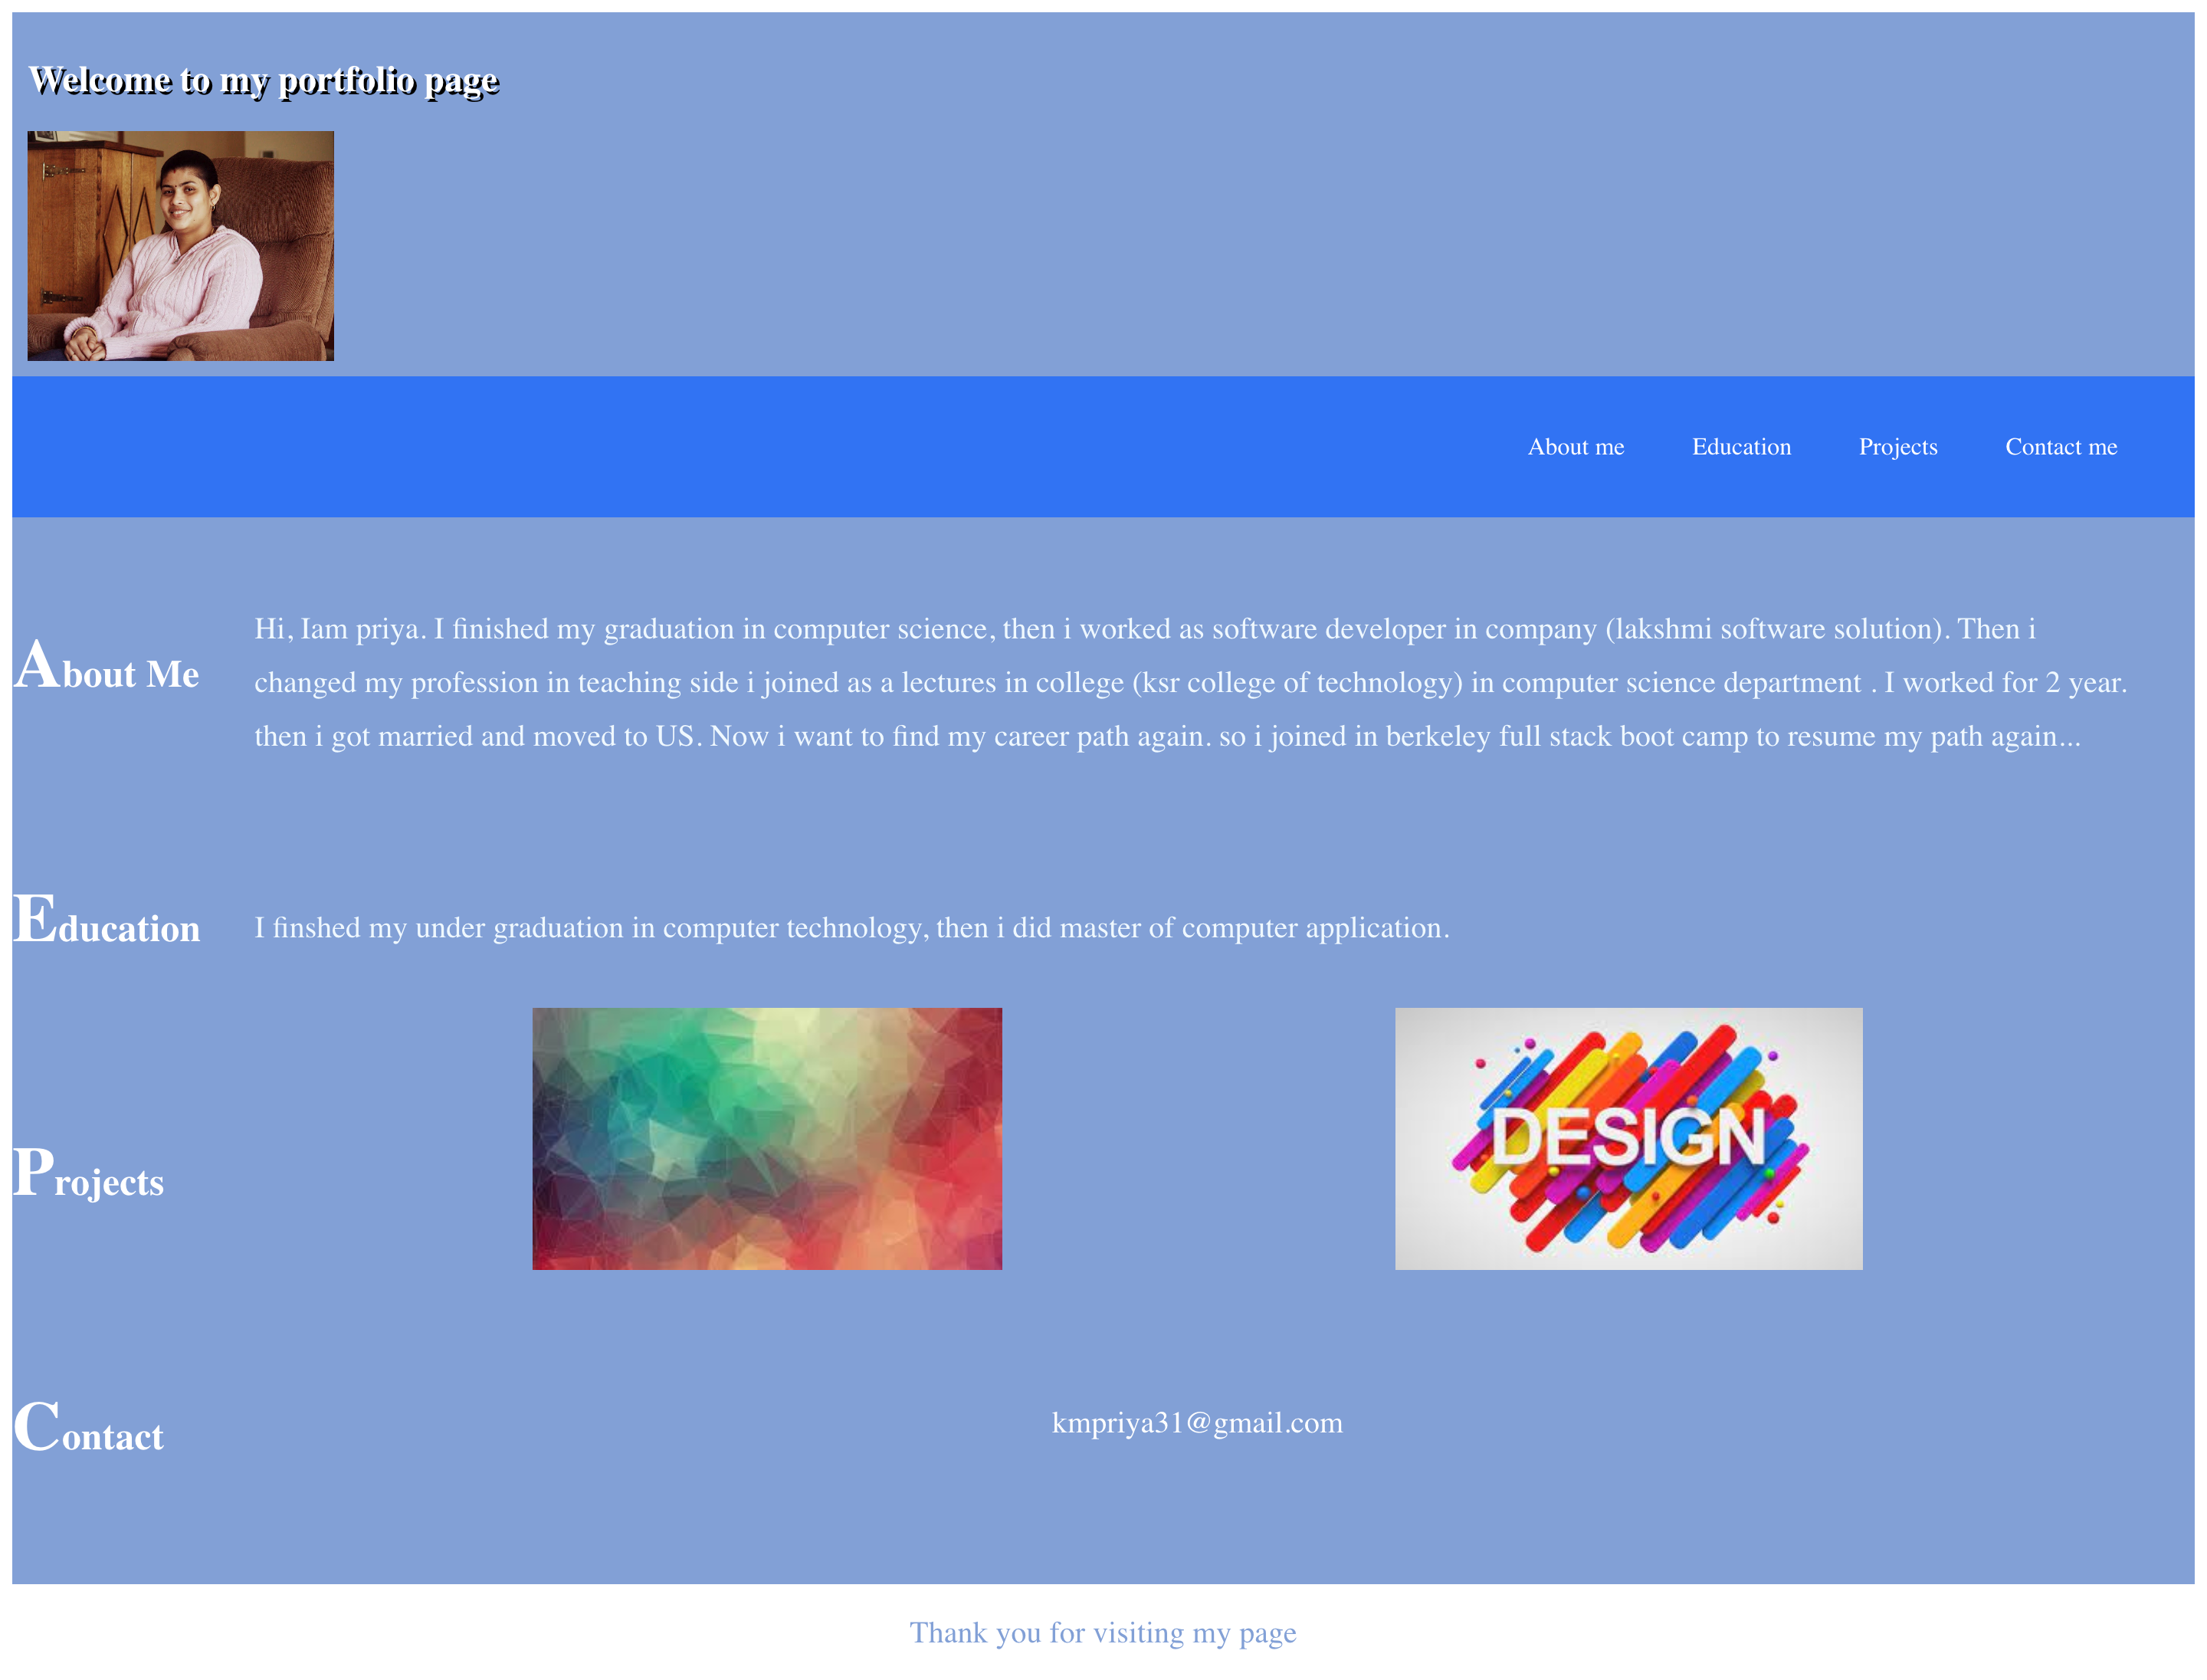 Welcome to my portfolio page
About me Education Projects Contact me
About Me
Hi, Iam priya. I finished my graduation in computer science, then i worked as software developer in company (lakshmi software solution). Then i
changed my profession in teaching side i joined as a lectures in college (ksr college of technology) in computer science department . I worked for 2 year.
then i got married and moved to US. Now i want to find my career path again. so i joined in berkeley full stack boot camp to resume my path again...
Education
I finshed my under graduation in computer technology, then i did master of computer application.
Projects
DESIGN
Contact
kmpriya31@gmail.com
Thank you for visiting my page